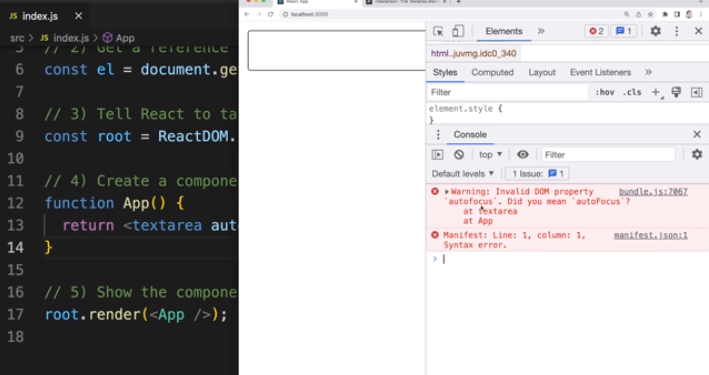 index.js
src > index.js > App
5 // 2) Get a reference
6 const el = document.ge
7
8 // 3) Tell React to ta
9 const root = ReactDOM.
10
11 // 4) Create a compone
12 function App() {
13 return <textarea aut
14 }
15
16 // 5) Show the compone
17 root.render(<App />);
18
React App
localhost:3000
Elements » 2 1
html..juvmg.idc0_340
Styles Computed Layout Event Listeners »
Filter :hov .cls +
element.style {
}
Console
top ▼ Filter
Default levels ▼ 1 Issue: 1
Warning: Invalid DOM property bundle.js:7067
`autofocus`. Did you mean `autoFocus`?
at textarea
at App
Manifest: Line: 1, column: 1, manifest.json:1
Syntax error.
>